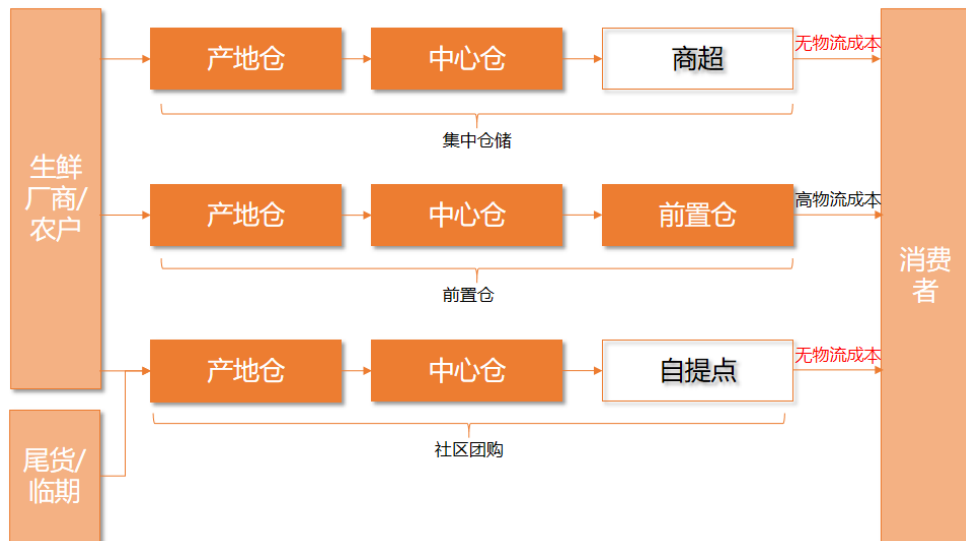 生鲜
厂商/
农户
产地仓
中心仓
商超
无物流成本
集中仓储
产地仓
中心仓
前置仓
高物流成本
前置仓
产地仓
中心仓
自提点
无物流成本
社区团购
尾货/
临期
消费
者